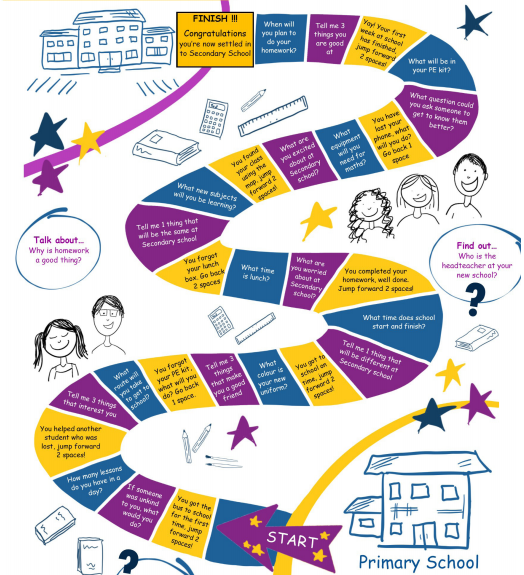 FINISH !!!
Congratulations
you're now settled in
to Secondary School
When will
you plan to
do your
homework?
Tell me 3
things you
are good
at
Yay! Your first
week at school
has finished,
jump forward
2 spaces!
What will be in
your PE kit?
What question could
you ask someone to
get to know them
better?
You have
lost your
phone, what
will you do?
Go back 1
space
What
equipment
will you
need for
maths?
What are
you excited
about at
Secondary
school?
You found
your class
using the
map, jump
forward 2
spaces!
What new subjects
will you be learning?
Tell me 1 thing that
will be the same at
Secondary school
You forgot
your lunch
box. Go back
2 spaces
What time
is lunch?
What are
you worried
about at
Secondary
school?
You completed your
homework, well done.
Jump forward 2 spaces!
What time does school
start and finish?
Tell me 1 thing that
will be different at
Secondary school
You got to
school on
time, jump
forward 2
spaces!
What
colour is
your new
uniform?
Tell me 3
things that
make you
a good
friend
You forgot
your PE kit,
what will you
do? Go back
1 space.
What
route will
you take
to get to
school?
Tell me 3 things
that interest you
You helped another
student who was
lost, jump forward
2 spaces!
How many lessons
do you have in a
day?
If someone
was unkind
to you, what
would you
do?
You got the
bus to school
for the first
time, jump
forward 2
spaces!
START
Talk about...
Why is homework
a good thing?
Find out...
Who is the
headteacher at your
new school?
?
?
Primary School